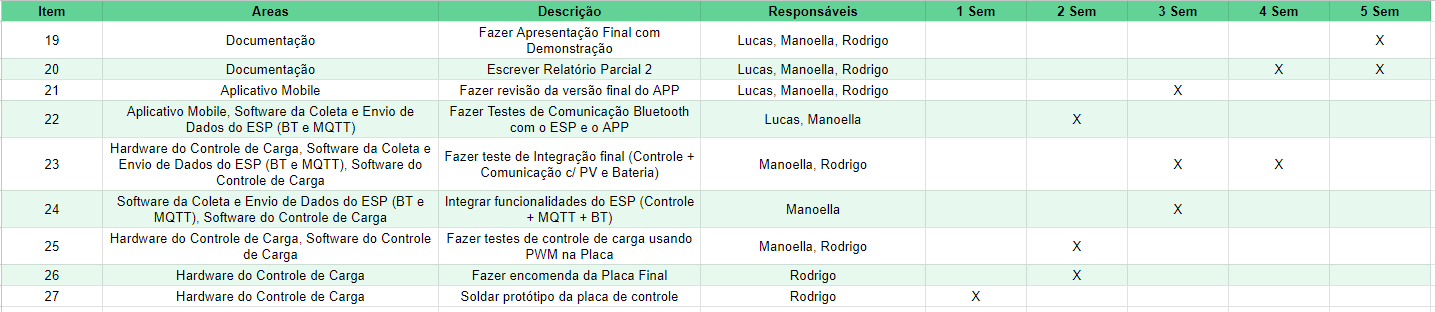 Item Areas Descrição Responsáveis 1 Sem 2 Sem 3 Sem 4 Sem 5 Sem
19 Documentação Fazer Apresentação Final com Demonstração Lucas, Manoella, Rodrigo X
20 Documentação Escrever Relatório Parcial 2 Lucas, Manoella, Rodrigo X X
21 Aplicativo Mobile Fazer revisão da versão final do APP Lucas, Manoella, Rodrigo X
22 Aplicativo Mobile, Software da Coleta e Envio de Dados do ESP (BT e MQTT) Fazer Testes de Comunicação Bluetooth com o ESP e o APP Lucas, Manoella X
23 Hardware do Controle de Carga, Software da Coleta e Envio de Dados do ESP (BT e MQTT), Software do Controle de Carga Fazer teste de Integração final (Controle + Comunicação c/ PV e Bateria) Manoella, Rodrigo X X
24 Software da Coleta e Envio de Dados do ESP (BT e MQTT), Software do Controle de Carga Integrar funcionalidades do ESP (Controle + MQTT + BT) Manoella X
25 Hardware do Controle de Carga, Software do Controle de Carga Fazer testes de controle de carga usando PWM na Placa Manoella, Rodrigo X
26 Hardware do Controle de Carga Fazer encomenda da Placa Final Rodrigo X
27 Hardware do Controle de Carga Soldar protótipo da placa de controle Rodrigo X